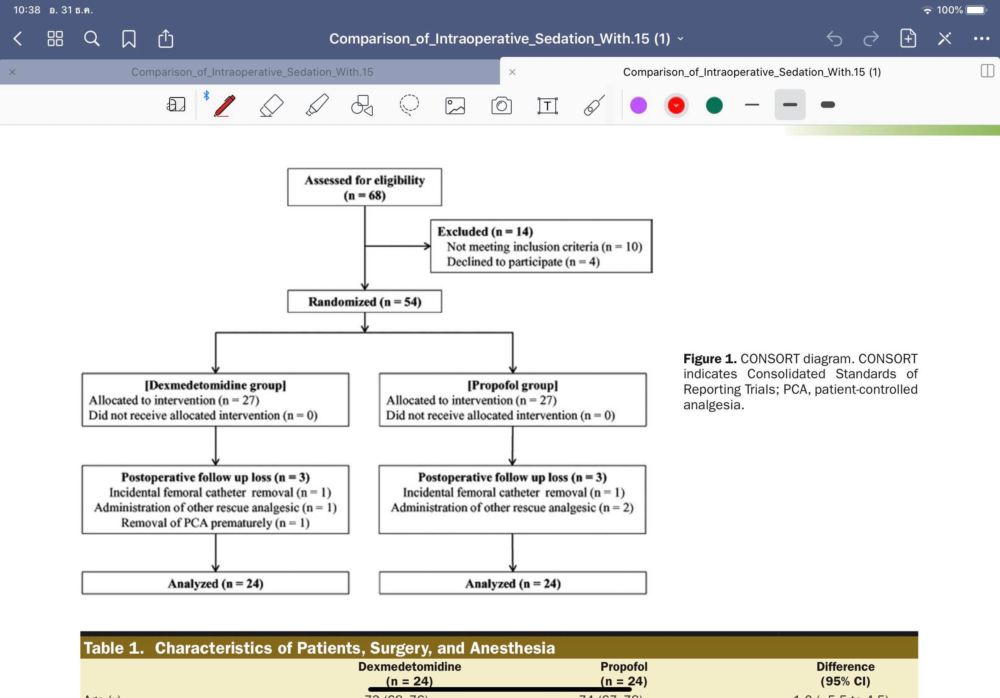 10:38 อ. 31 ธ.ค.
100%
Comparison_of_Intraoperative_Sedation_With.15 (1)
Comparison_of_Intraoperative_Sedation_With.15
Comparison_of_Intraoperative_Sedation_With.15 (1)
a
T
Assessed for eligibility
(n = 68)
Excluded (n = 14)
Not meeting inclusion criteria (n = 10)
Declined to participate (n = 4)
Randomized (n = 54)
[Dexmedetomidine group]
Allocated to intervention (n = 27)
Did not receive allocated intervention (n = 0)
[Propofol group]
Allocated to intervention (n = 27)
Did not receive allocated intervention (n = 0)
Figure 1. CONSORT diagram. CONSORT
indicates Consolidated Standards of
Reporting Trials; PCA, patient-controlled
analgesia.
Postoperative follow up loss (n = 3)
Incidental femoral catheter removal (n = 1)
Administration of other rescue analgesic (n = 1)
Removal of PCA prematurely (n = 1)
Postoperative follow up loss (n = 3)
Incidental femoral catheter removal (n = 1)
Administration of other rescue analgesic (n = 2)
Analyzed (n = 24)
Analyzed (n = 24)
Table 1. Characteristics of Patients, Surgery, and Anesthesia
Dexmedetomidine
(n = 24)
Propofol
(n = 24)
Difference
(95% CI)